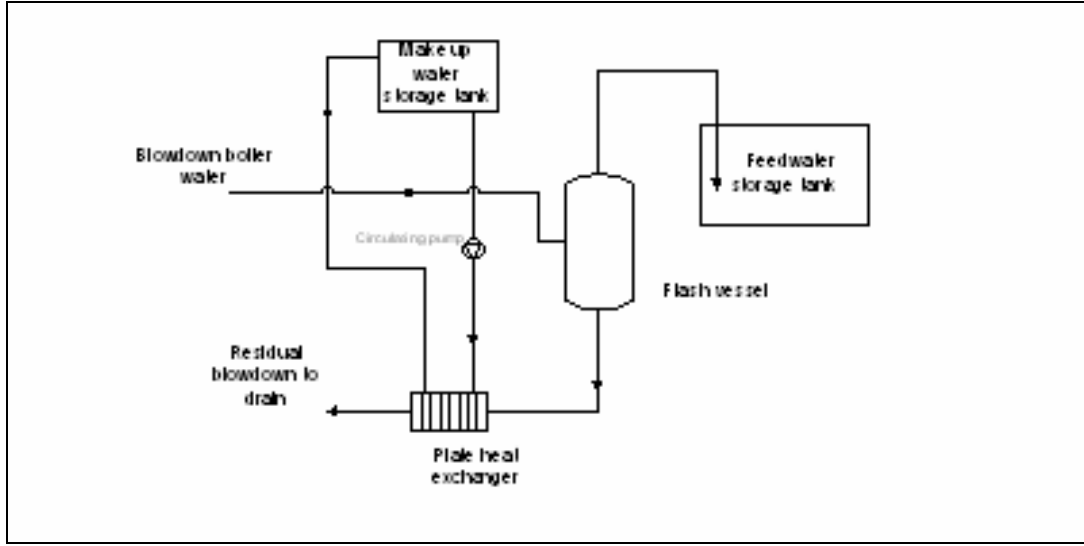 Make up
water
storage tank
Blowdown boiler
water
Feedwater
storage tank
Circulating pump
Flash vessel
Residual
blowdown to
drain
Plate heat
exchanger